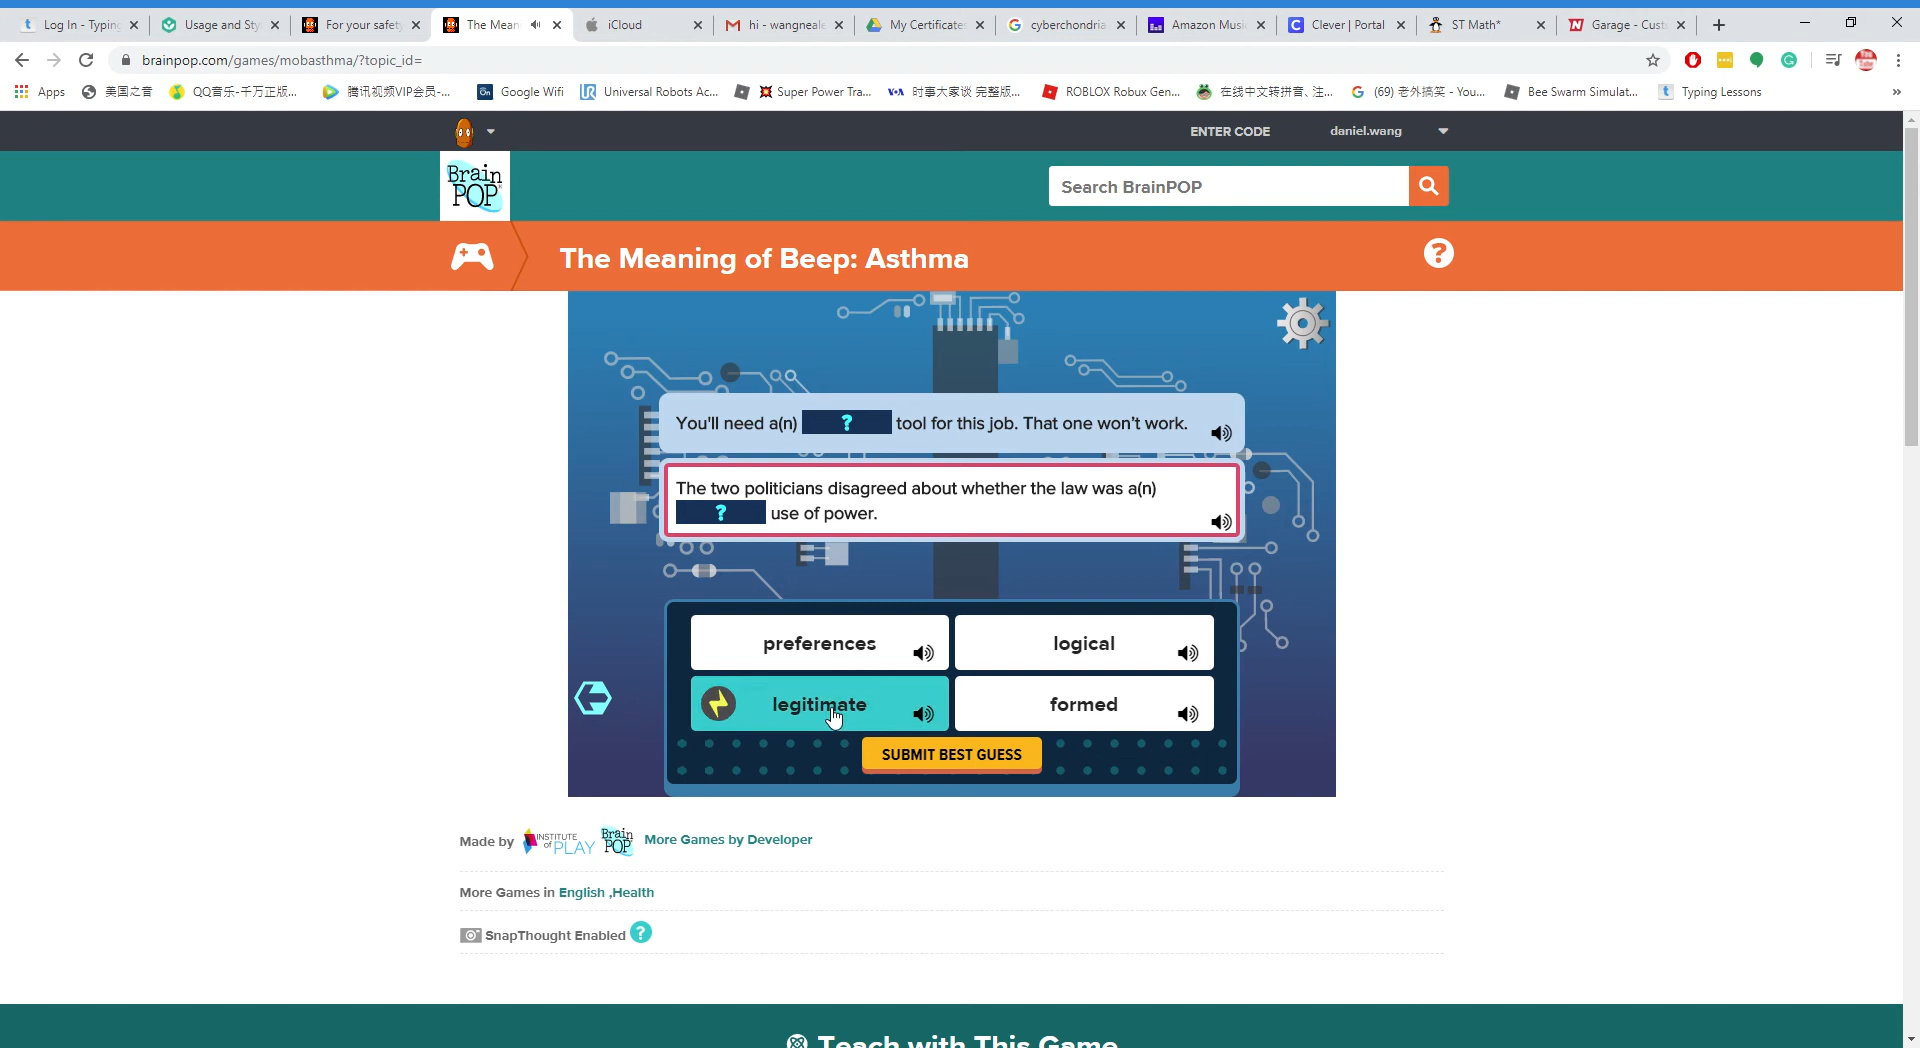 Log In - Typing
Usage and Sty
For your safety
The Mean
iCloud
hi - wangneale
My Certificate
cyberchondria
Amazon Musi
Clever | Portal
ST Math*
Garage - Cust
brainpop.com/games/mobasthma/?topic_id=
Apps
美国之音
QQ音乐-千万正版...
腾讯视频VIP会员-...
Google Wifi
Universal Robots Ac...
Super Power Tra...
时事大家谈 完整版...
ROBLOX Robux Gen...
在线中文转拼音、注...
(69) 老外搞笑 - You...
Bee Swarm Simulat...
Typing Lessons
»
ENTER CODE
daniel.wang
Brain
POP
Search BrainPOP
The Meaning of Beep: Asthma
?
You'll need a(n) ? tool for this job. That one won't work.
The two politicians disagreed about whether the law was a(n)
? use of power.
preferences
logical
legitimate
formed
SUBMIT BEST GUESS
Made by INSTITUTE of PLAY Brain POP More Games by Developer
More Games in English ,Health
SnapThought Enabled ?
Teach with This Game